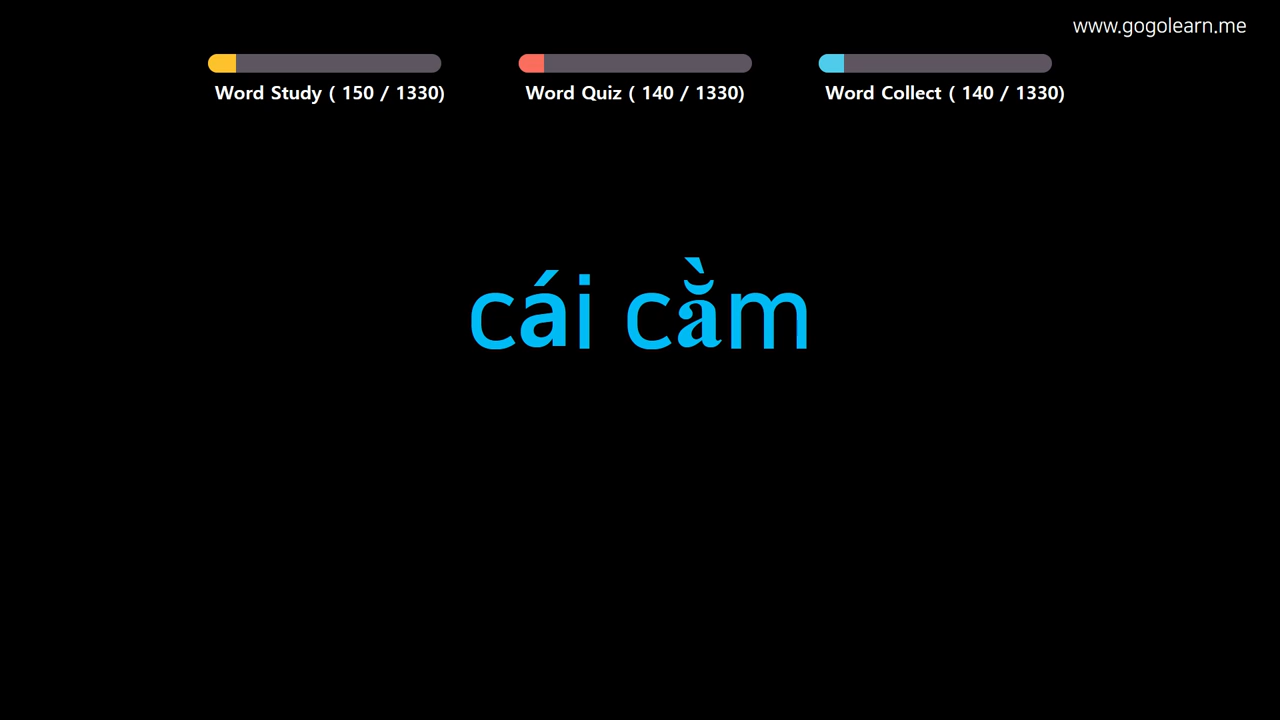 www.gogolearn.me
Word Study ( 150 / 1330)
Word Quiz ( 140 / 1330)
Word Collect ( 140 / 1330)
cái cằm